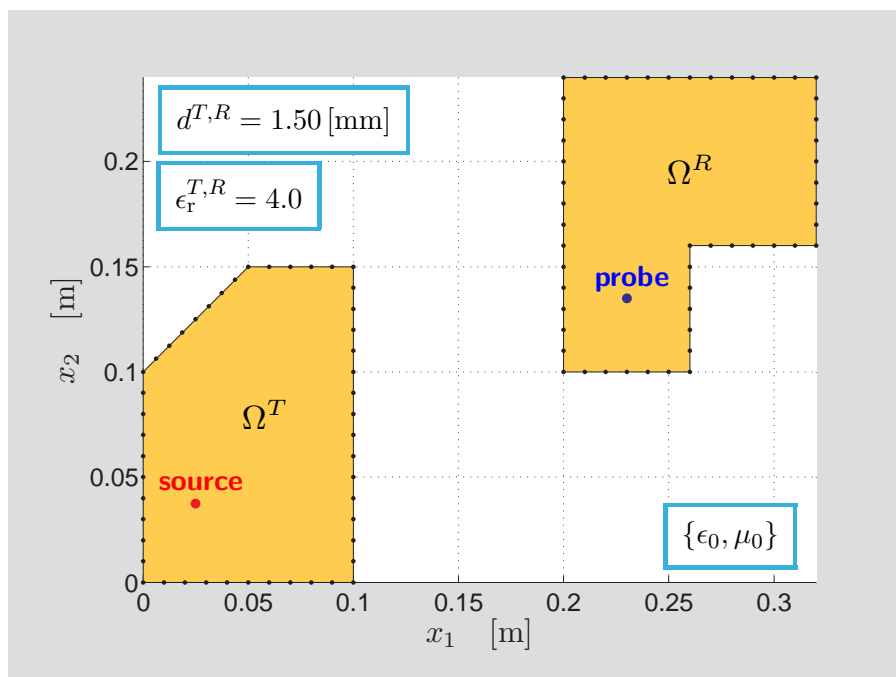 d^{T,R} = 1.50 [mm]
ϵ_r^{T,R} = 4.0
Ω^R
probe
Ω^T
source
{ϵ_0, μ_0}
x_2 [m]
0.2
0.15
0.1
0.05
0
0 0.05 0.1 0.15 0.2 0.25 0.3
x_1 [m]